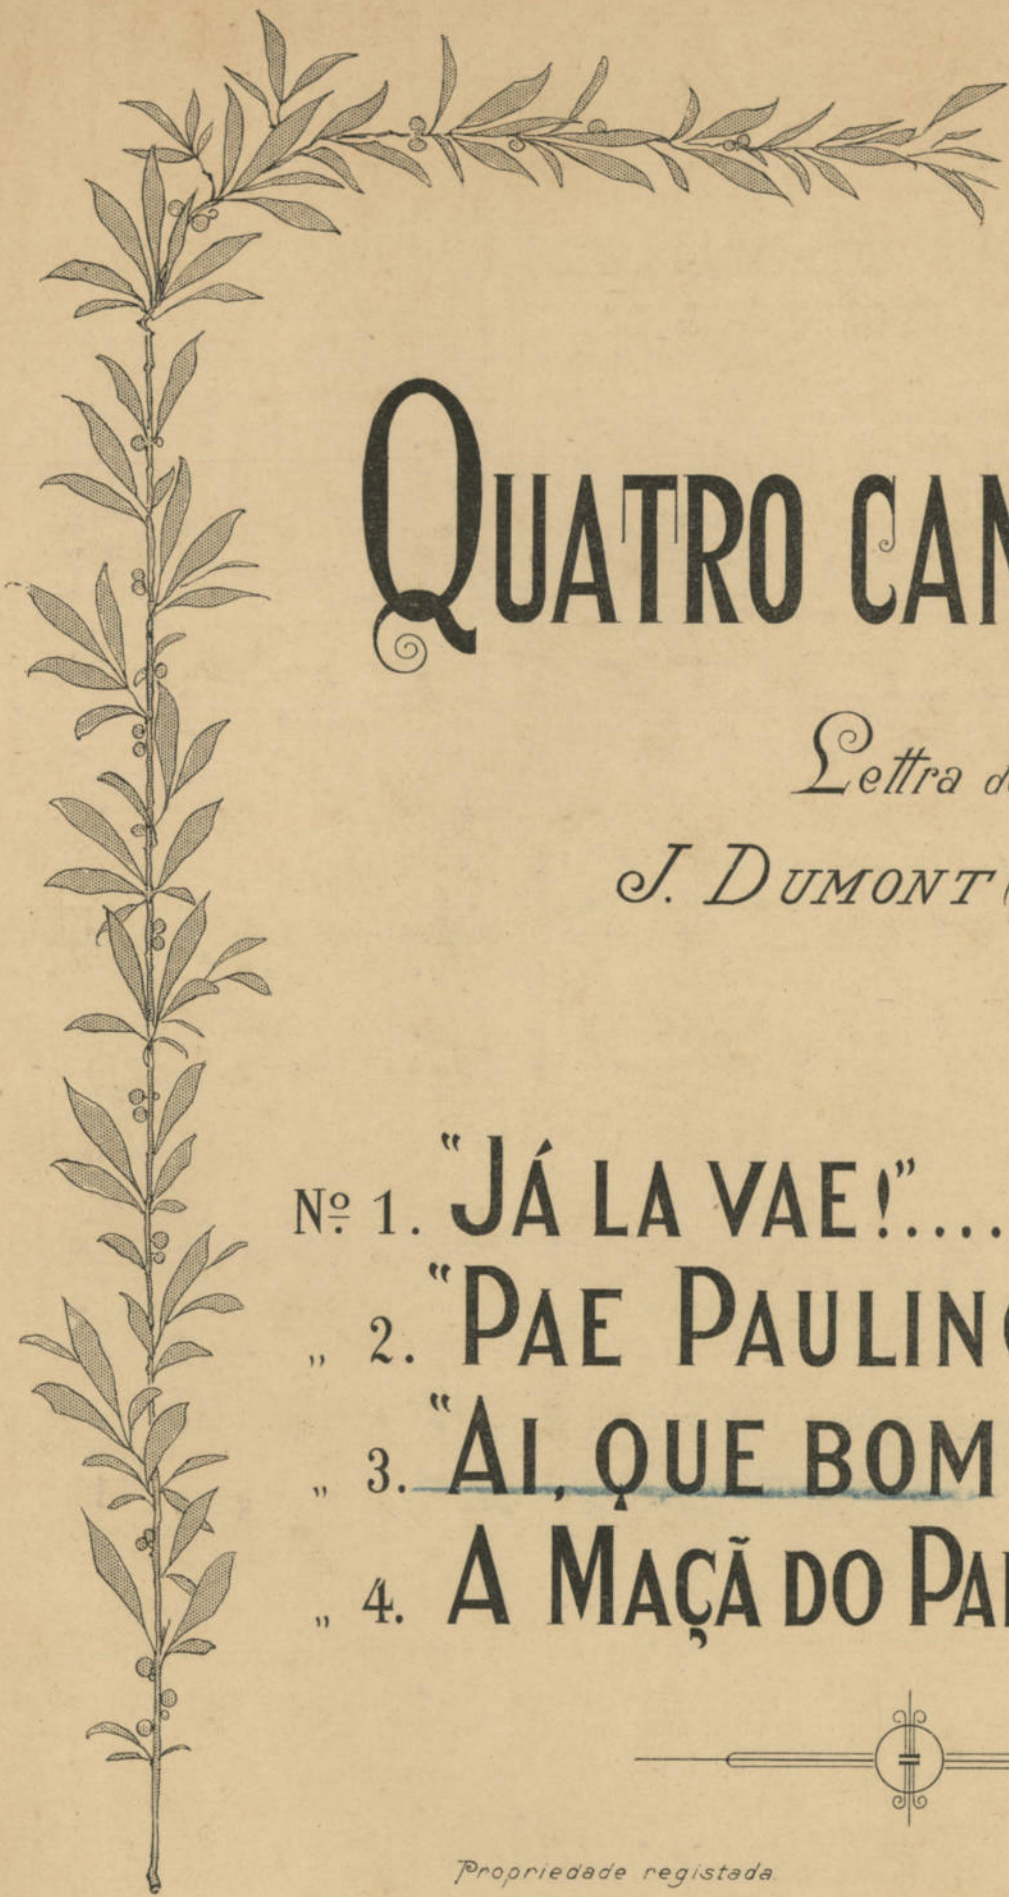 QUATRO CAN
Lettra d
J. DUMONT (
Nº 1. "JÁ LA VAE!"....
„ 2. "PAE PAULINO
„ 3. "AI, QUE BOM
„ 4. A MAÇÃ DO PA
Propriedade registada.